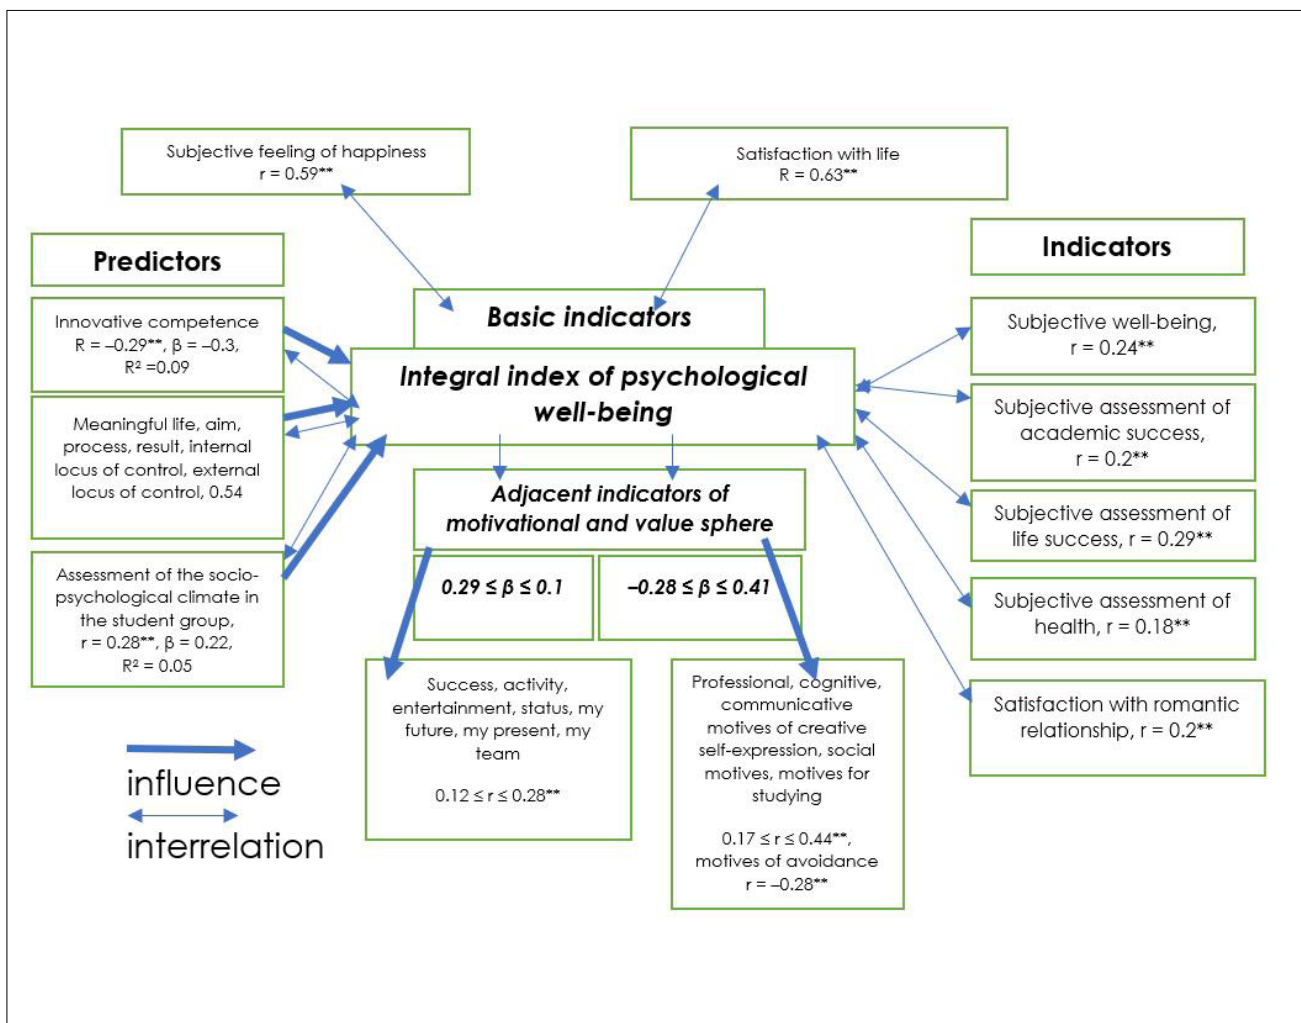 Subjective feeling of happiness
r = 0.59**
Satisfaction with life
R = 0.63**
Predictors
Indicators
Innovative competence
R = –0.29**, β = –0.3,
R² =0.09
Meaningful life, aim,
process, result, internal
locus of control, external
locus of control, 0.54
Assessment of the socio-
psychological climate in
the student group,
r = 0.28**, β = 0.22,
R² = 0.05
Basic indicators
Integral index of psychological
well-being
Adjacent indicators of
motivational and value sphere
0.29 ≤ β ≤ 0.1
–0.28 ≤ β ≤ 0.41
Success, activity,
entertainment, status, my
future, my present, my
team
0.12 ≤ r ≤ 0.28**
Professional, cognitive,
communicative
motives of creative
self-expression, social
motives, motives for
studying
0.17 ≤ r ≤ 0.44**,
motives of avoidance
r = –0.28**
Subjective well-being,
r = 0.24**
Subjective assessment of
academic success,
r = 0.2**
Subjective assessment of
life success, r = 0.29**
Subjective assessment of
health, r = 0.18**
Satisfaction with romantic
relationship, r = 0.2**
influence
interrelation